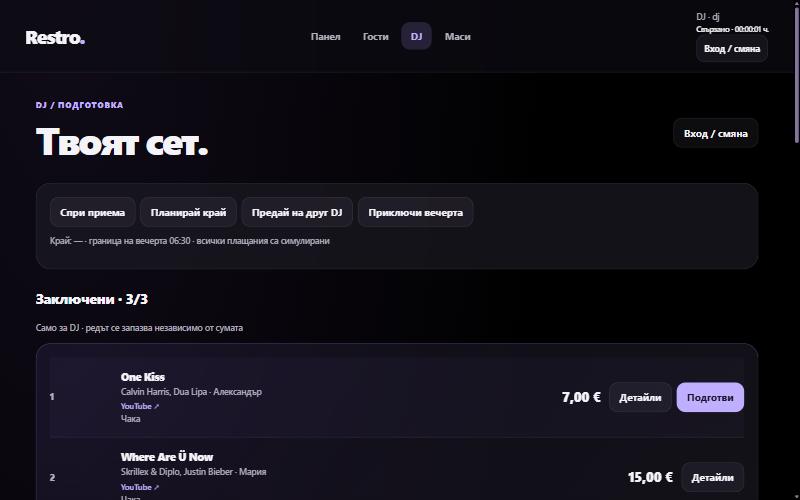 Restro.
Панел
Гости
DJ
Маси
DJ · dj
Свързано · 00:00:01 ч.
Вход / смяна
DJ / ПОДГОТОВКА
Твоят сет.
Вход / смяна
Спри приема
Планирай край
Предай на друг DJ
Приключи вечерта
Край: — · граница на вечерта 06:30 · всички плащания са симулирани
Заключени · 3/3
Само за DJ · редът се запазва независимо от сумата
1
One Kiss
Calvin Harris, Dua Lipa · Александър
YouTube ↗
Чака
7,00 €
Детайли
Подготви
2
Where Are Ü Now
Skrillex & Diplo, Justin Bieber · Мария
YouTube ↗
Чака
15,00 €
Детайли